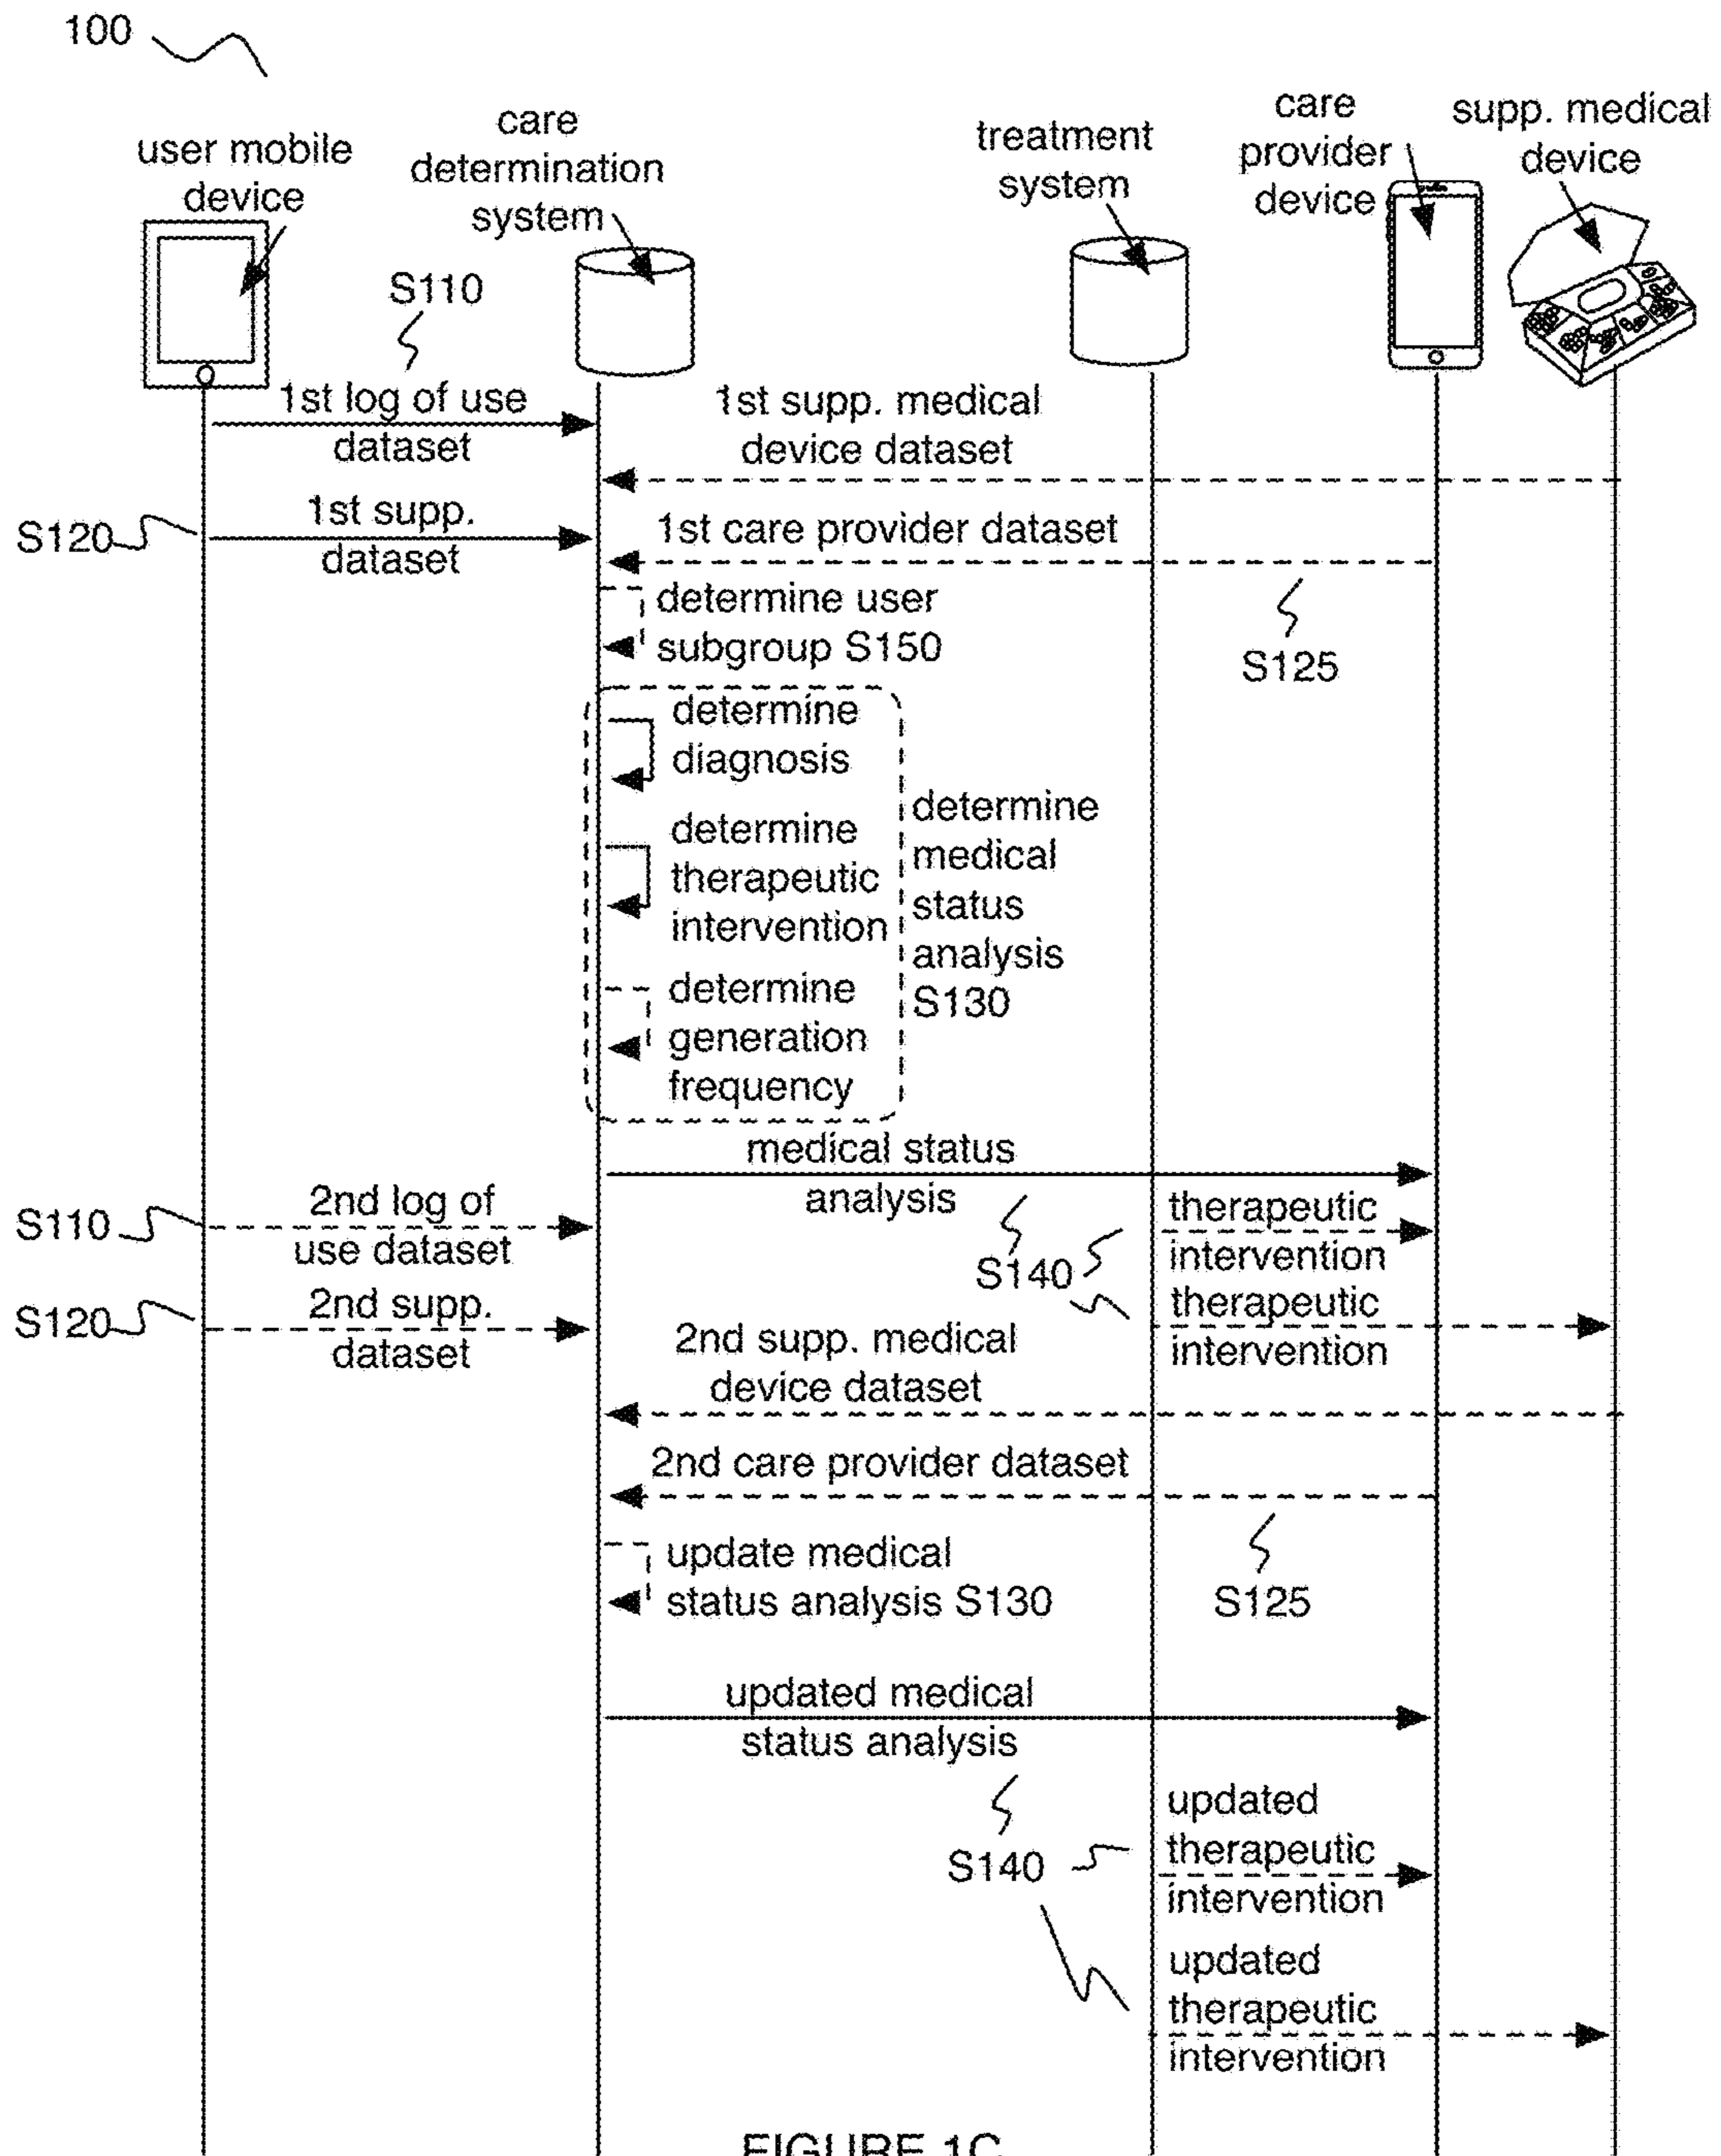 100
user mobile
device
care
determination
system
treatment
system
care
provider
device
supp. medical
device
S110
1st log of use
dataset
1st supp. medical
device dataset
S120
1st supp.
dataset
1st care provider dataset
S125
determine user
subgroup S150
determine
diagnosis
determine
therapeutic
intervention
determine
generation
frequency
determine
medical
status
analysis
S130
medical status
analysis
S110
2nd log of
use dataset
S140
therapeutic
intervention
therapeutic
intervention
S120
2nd supp.
dataset
2nd supp. medical
device dataset
2nd care provider dataset
S125
update medical
status analysis S130
updated medical
status analysis
S140
updated
therapeutic
intervention
updated
therapeutic
intervention
FIGURE 1C